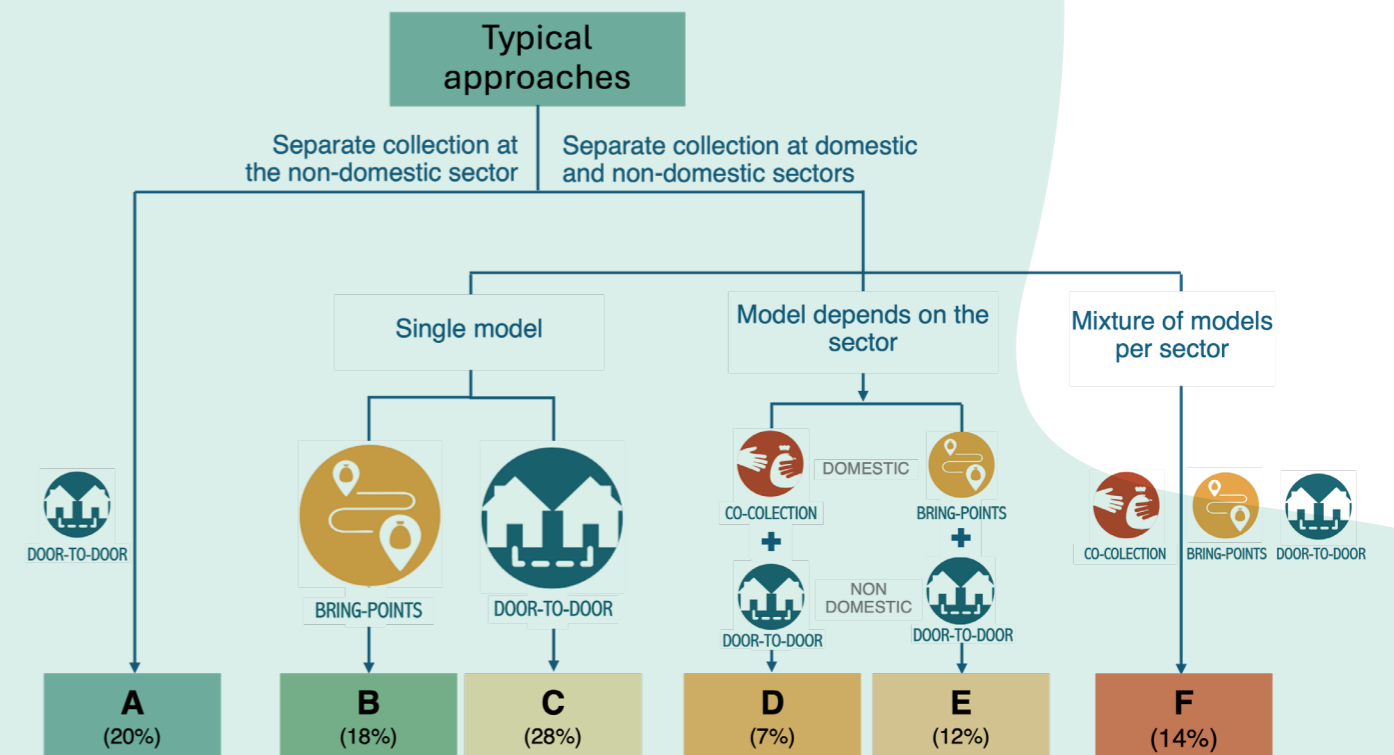 Typical
approaches
Separate collection at
the non-domestic sector
Separate collection at domestic
and non-domestic sectors
Single model
Model depends on the
sector
Mixture of models
per sector
DOOR-TO-DOOR
BRING-POINTS
DOOR-TO-DOOR
CO-COLECTION
DOMESTIC
BRING-POINTS
+
+
DOOR-TO-DOOR
NON
DOMESTIC
DOOR-TO-DOOR
CO-COLECTION
BRING-POINTS
DOOR-TO-DOOR
A
(20%)
B
(18%)
C
(28%)
D
(7%)
E
(12%)
F
(14%)